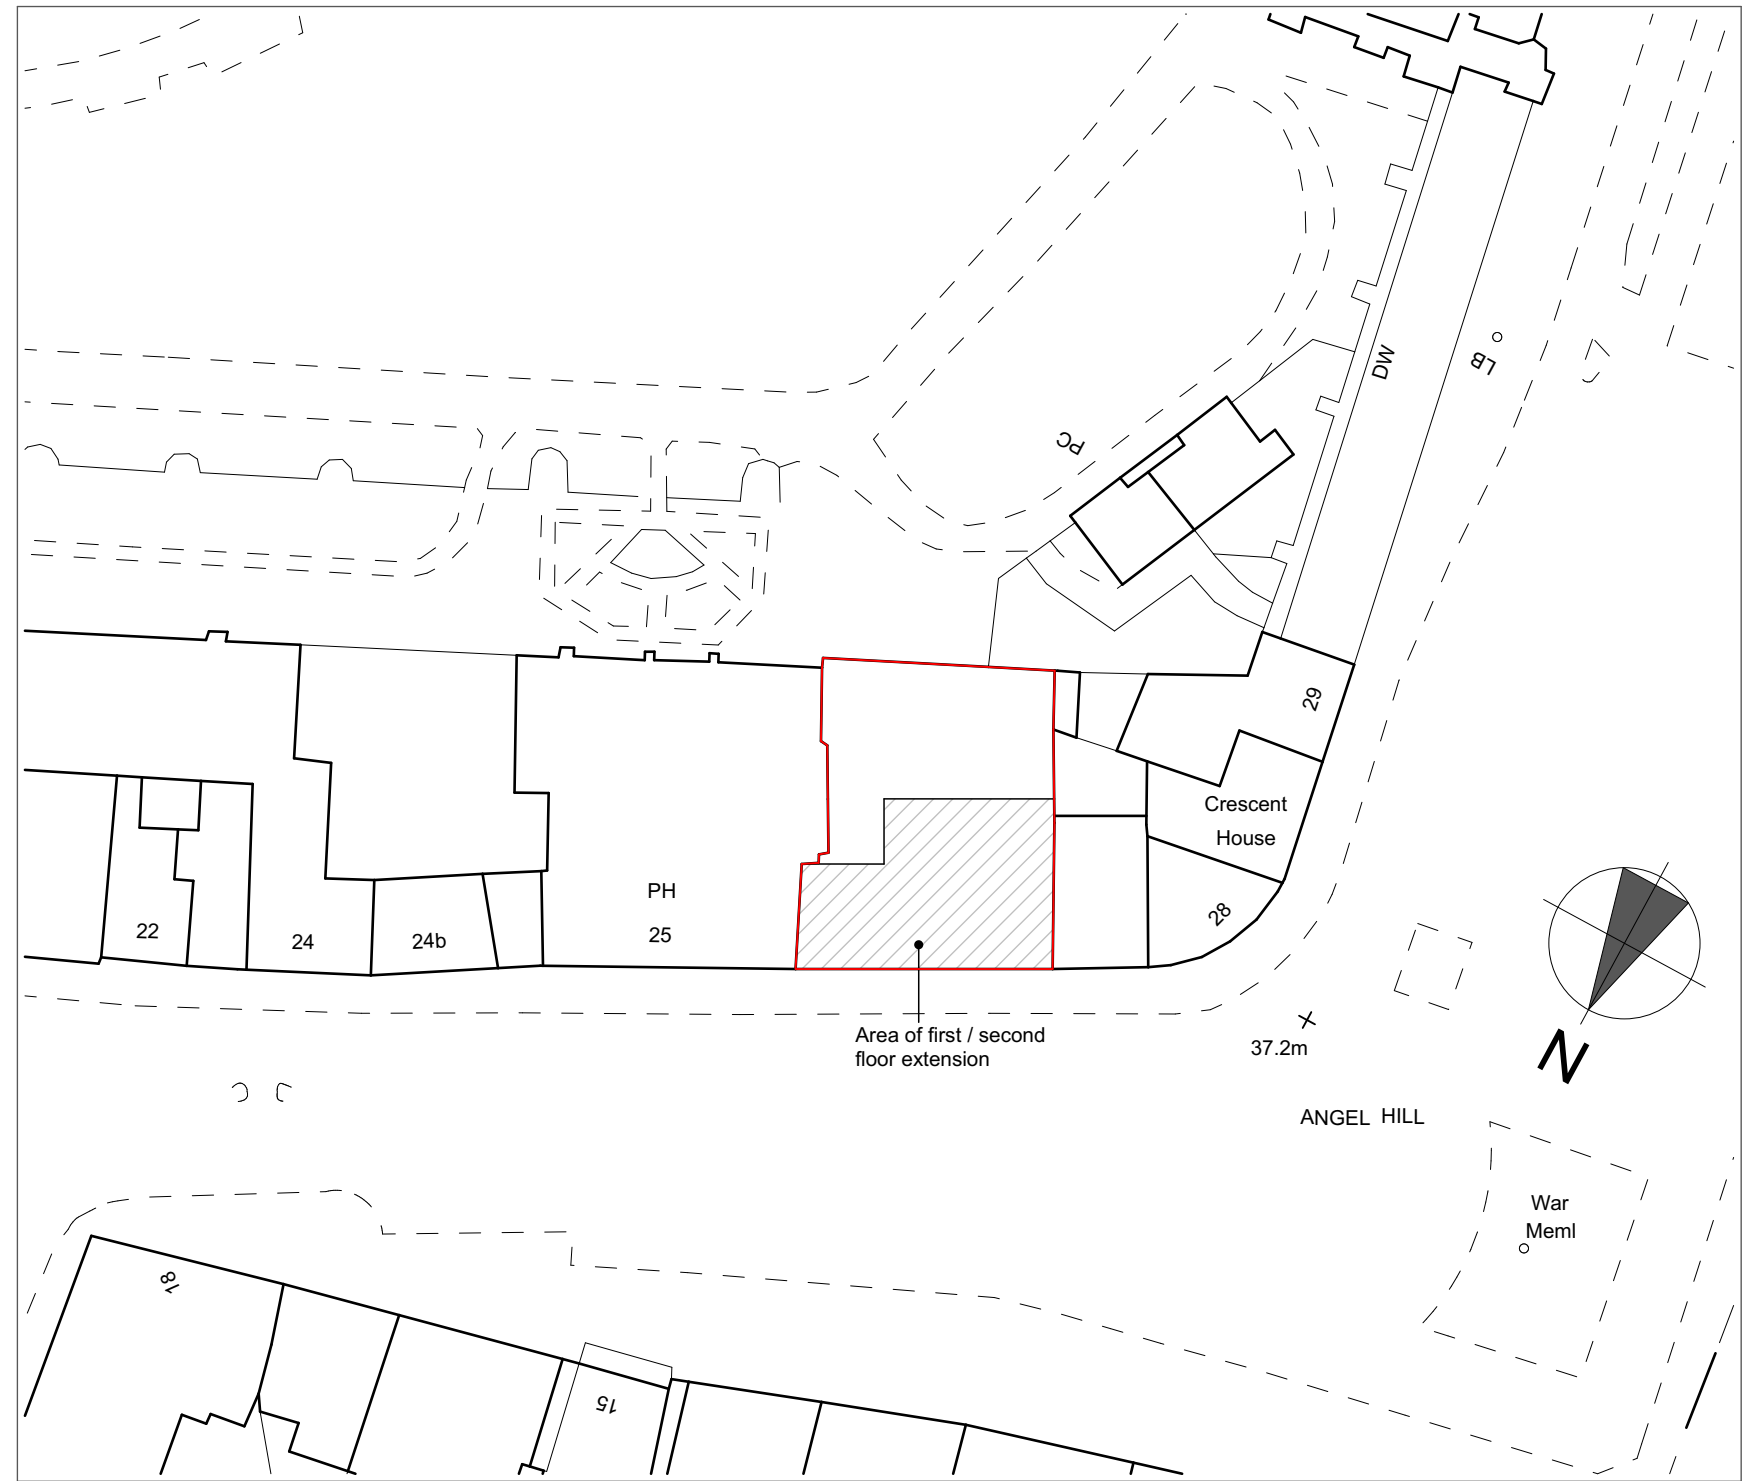 DW
LB
PC
29
Crescent
House
PH
22
24
24b
25
28
Area of first / second
floor extension
37.2m
N
ANGEL HILL
War
Meml
18
15